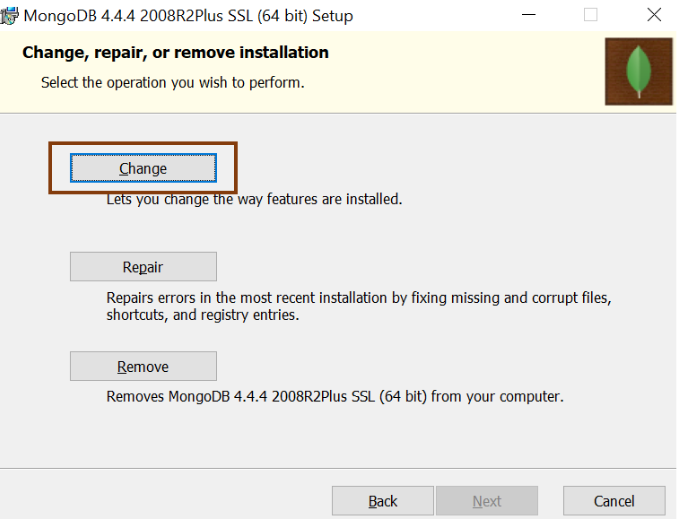 MongoDB 4.4.4 2008R2Plus SSL (64 bit) Setup
Change, repair, or remove installation
Select the operation you wish to perform.
Change
Lets you change the way features are installed.
Repair
Repairs errors in the most recent installation by fixing missing and corrupt files,
shortcuts, and registry entries.
Remove
Removes MongoDB 4.4.4 2008R2Plus SSL (64 bit) from your computer.
Back
Next
Cancel